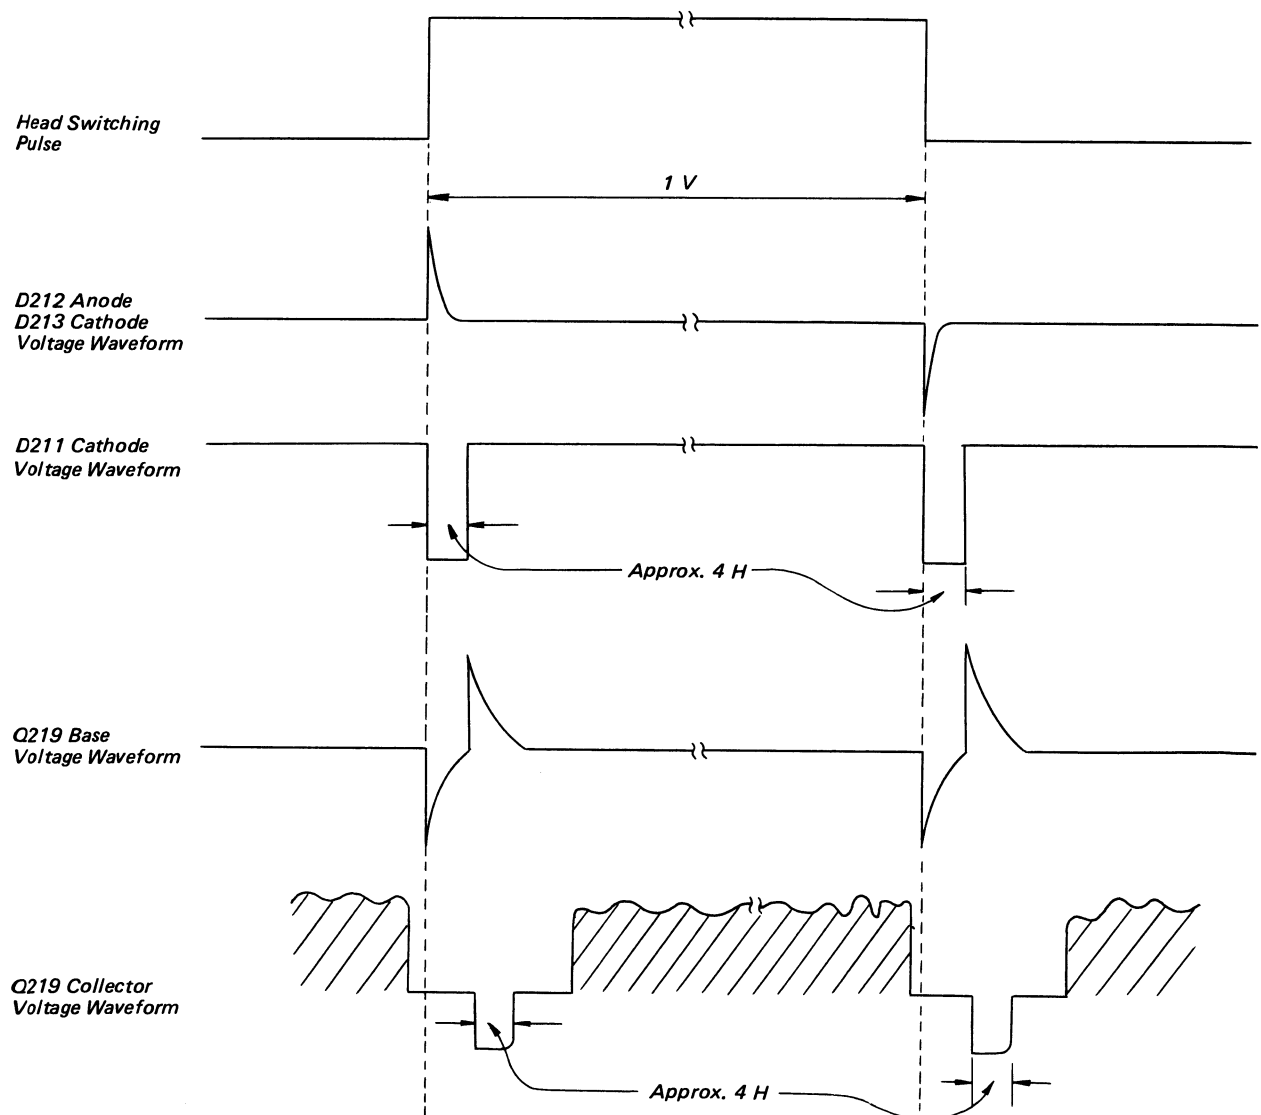 Head Switching
Pulse
1 V
D212 Anode
D213 Cathode
Voltage Waveform
D211 Cathode
Voltage Waveform
Approx. 4 H
Q219 Base
Voltage Waveform
Q219 Collector
Voltage Waveform
Approx. 4 H